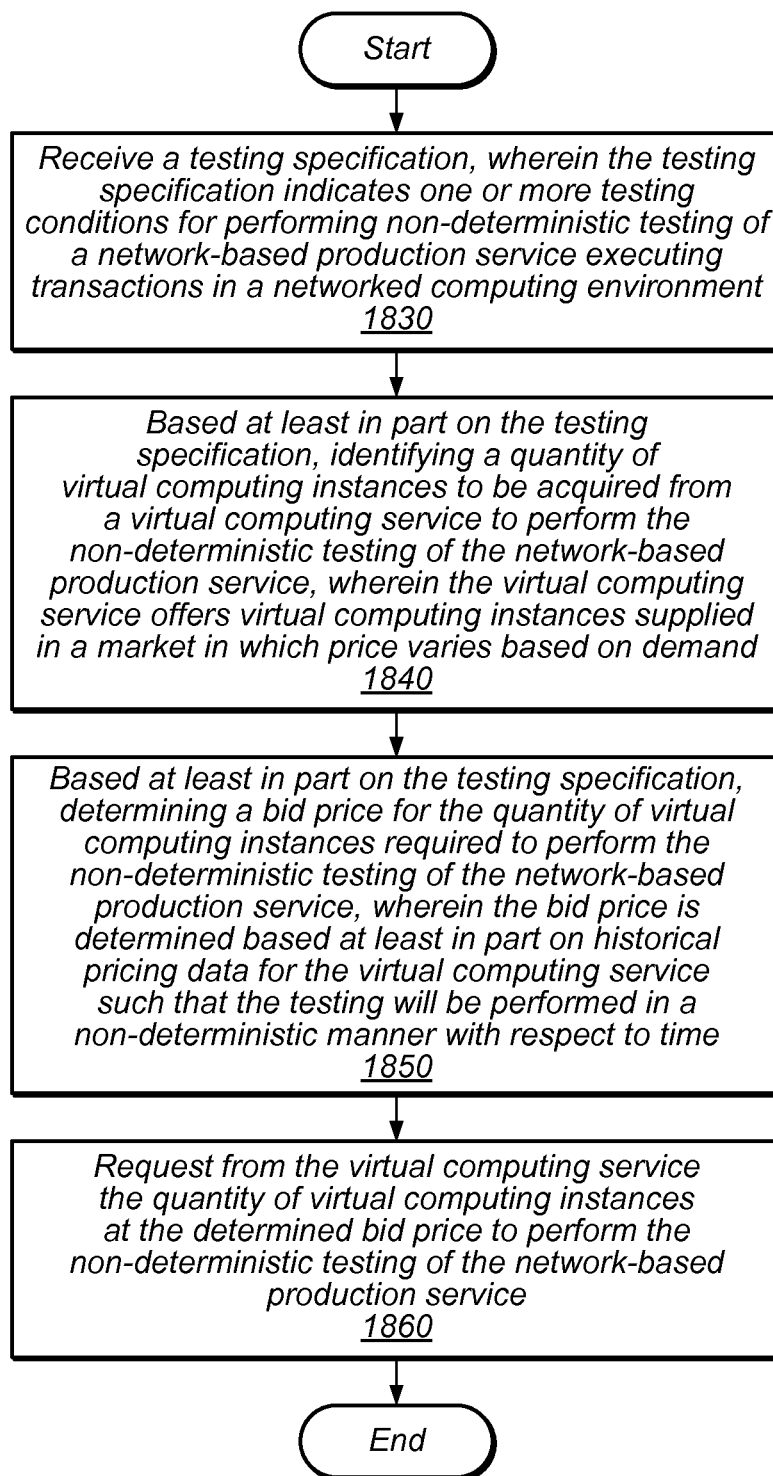 Start
Receive a testing specification, wherein the testing
specification indicates one or more testing
conditions for performing non-deterministic testing of
a network-based production service executing
transactions in a networked computing environment
1830
Based at least in part on the testing
specification, identifying a quantity of
virtual computing instances to be acquired from
a virtual computing service to perform the
non-deterministic testing of the network-based
production service, wherein the virtual computing
service offers virtual computing instances supplied
in a market in which price varies based on demand
1840
Based at least in part on the testing specification,
determining a bid price for the quantity of virtual
computing instances required to perform the
non-deterministic testing of the network-based
production service, wherein the bid price is
determined based at least in part on historical
pricing data for the virtual computing service
such that the testing will be performed in a
non-deterministic manner with respect to time
1850
Request from the virtual computing service
the quantity of virtual computing instances
at the determined bid price to perform the
non-deterministic testing of the network-based
production service
1860
End